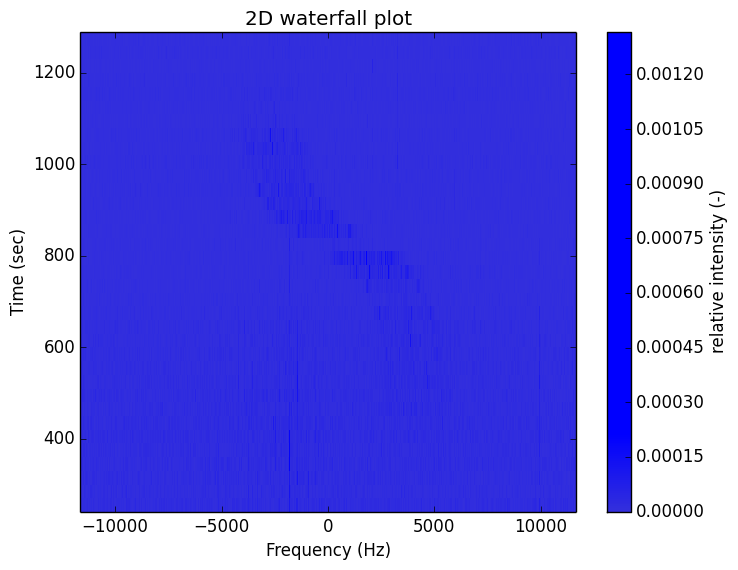 2D waterfall plot
1200
1000
800
600
400
Time (sec)
−10000 −5000 0 5000 10000
Frequency (Hz)
0.00120
0.00105
0.00090
0.00075
0.00060
0.00045
0.00030
0.00015
0.00000
relative intensity (-)